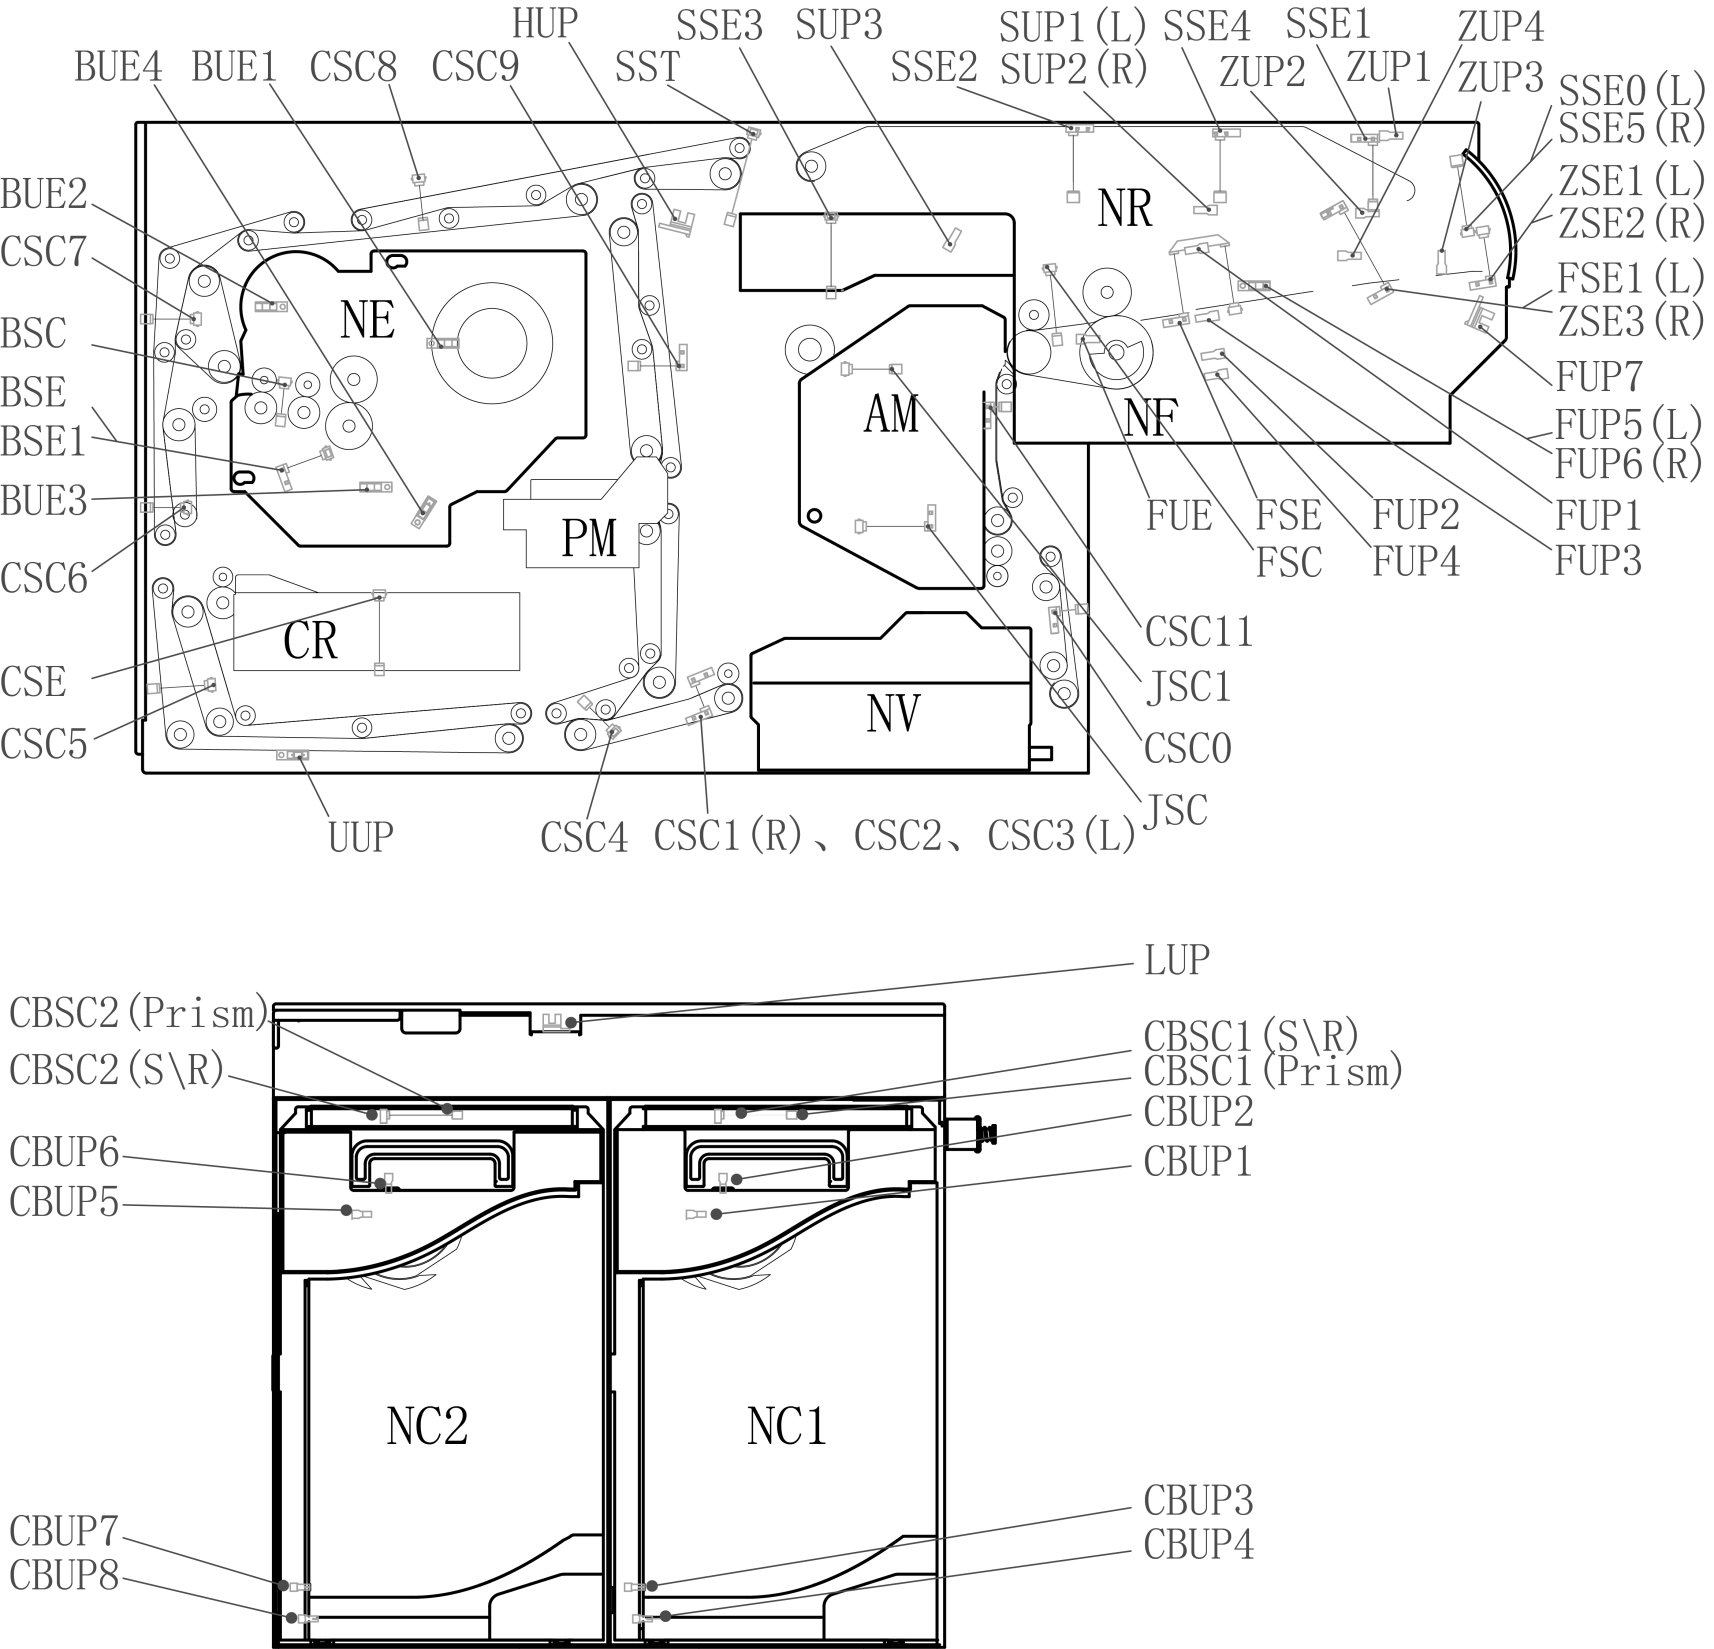 HUP SSE3 SUP3 SUP1(L) SSE4 SSE1 ZUP4
BUE4 BUE1 CSC8 CSC9 SST SSE2 SUP2(R) ZUP2 ZUP1 ZUP3
SSE0(L)
SSE5(R)
BUE2 NR ZSE1(L)
CSC7 ZSE2(R)
NE FSE1(L)
BSC ZSE3(R)
BSE FUP7
AM NF FUP5(L)
BSE1 FUP6(R)
BUE3 PM FUE FSE FUP2 FUP1
CSC6 FSC FUP4 FUP3
CR CSC11
CSE JSC1
NV
CSC5 CSC0
JSC
UUP CSC4 CSC1(R)、CSC2、CSC3(L)
LUP
CBSC2(Prism)
CBSC1(S\R)
CBSC2(S\R) CBSC1(Prism)
CBUP2
CBUP6 CBUP1
CBUP5
NC2 NC1
CBUP3
CBUP7 CBUP4
CBUP8